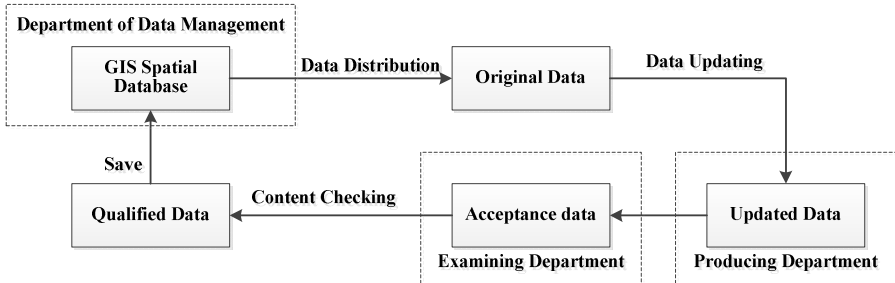 Department of Data Management
GIS Spatial
Database
Data Distribution
Original Data
Data Updating
Save
Qualified Data
Content Checking
Acceptance data
Updated Data
Examining Department
Producing Department